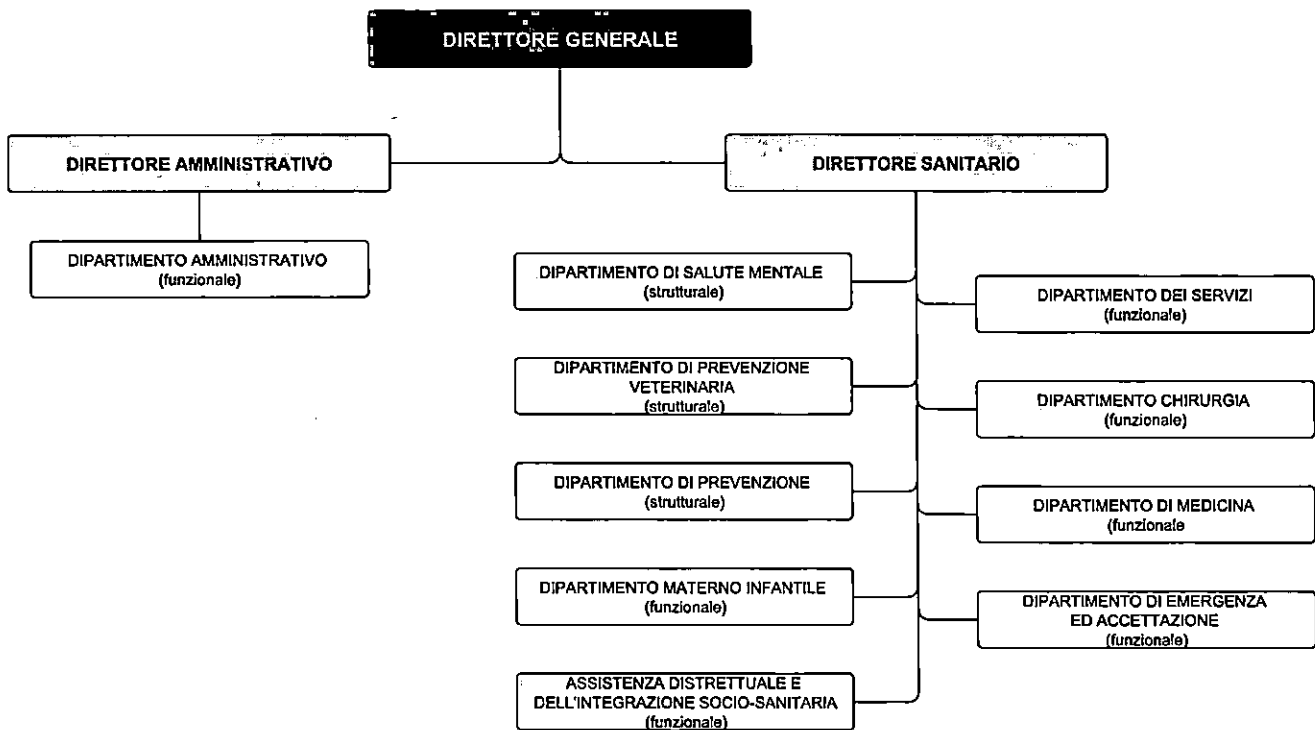 DIRETTORE GENERALE
DIRETTORE AMMINISTRATIVO
DIRETTORE SANITARIO
DIPARTIMENTO AMMINISTRATIVO
(funzionale)
DIPARTIMENTO DI SALUTE MENTALE
(strutturale)
DIPARTIMENTO DEI SERVIZI
(funzionale)
DIPARTIMENTO DI PREVENZIONE
VETERINARIA
(strutturale)
DIPARTIMENTO CHIRURGIA
(funzionale)
DIPARTIMENTO DI PREVENZIONE
(strutturale)
DIPARTIMENTO DI MEDICINA
(funzionale
DIPARTIMENTO MATERNO INFANTILE
(funzionale)
DIPARTIMENTO DI EMERGENZA
ED ACCETTAZIONE
(funzionale)
ASSISTENZA DISTRETTUALE E
DELL'INTEGRAZIONE SOCIO-SANITARIA
(funzionale)